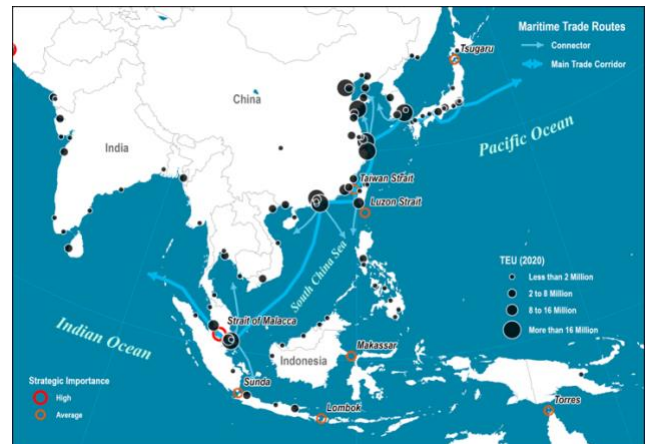 Maritime Trade Routes
Connector
Main Trade Corridor
Tsugaru
China
India
Pacific Ocean
Taiwan Strait
Luzon Strait
South China Sea
TEU (2020)
Less than 2 Million
2 to 8 Million
8 to 16 Million
More than 16 Million
Strait of Malacca
Indian Ocean
Indonesia
Makassar
Strategic Importance
High
Average
Sunda
Lombok
Torres